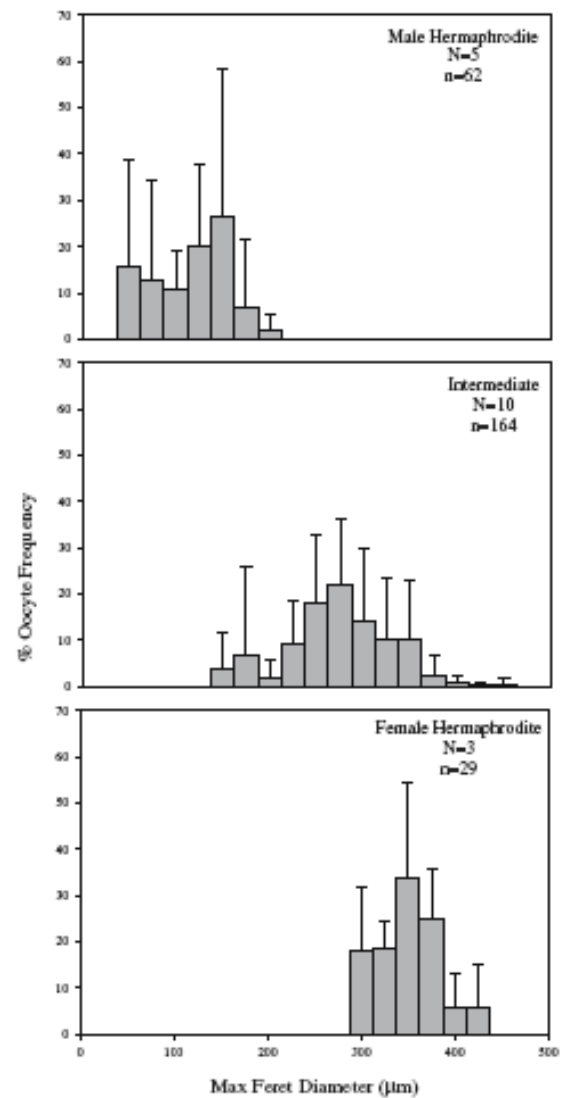 70
Male Hermaphrodite
N=5
n=62
60
50
40
30
20
10
0
70
Intermediate
N=10
n=164
60
50
40
30
20
10
0
% Oocyte Frequency
70
Female Hermaphrodite
N=3
n=29
60
50
40
30
20
10
0
0 100 200 300 400 500
Max Feret Diameter (μm)